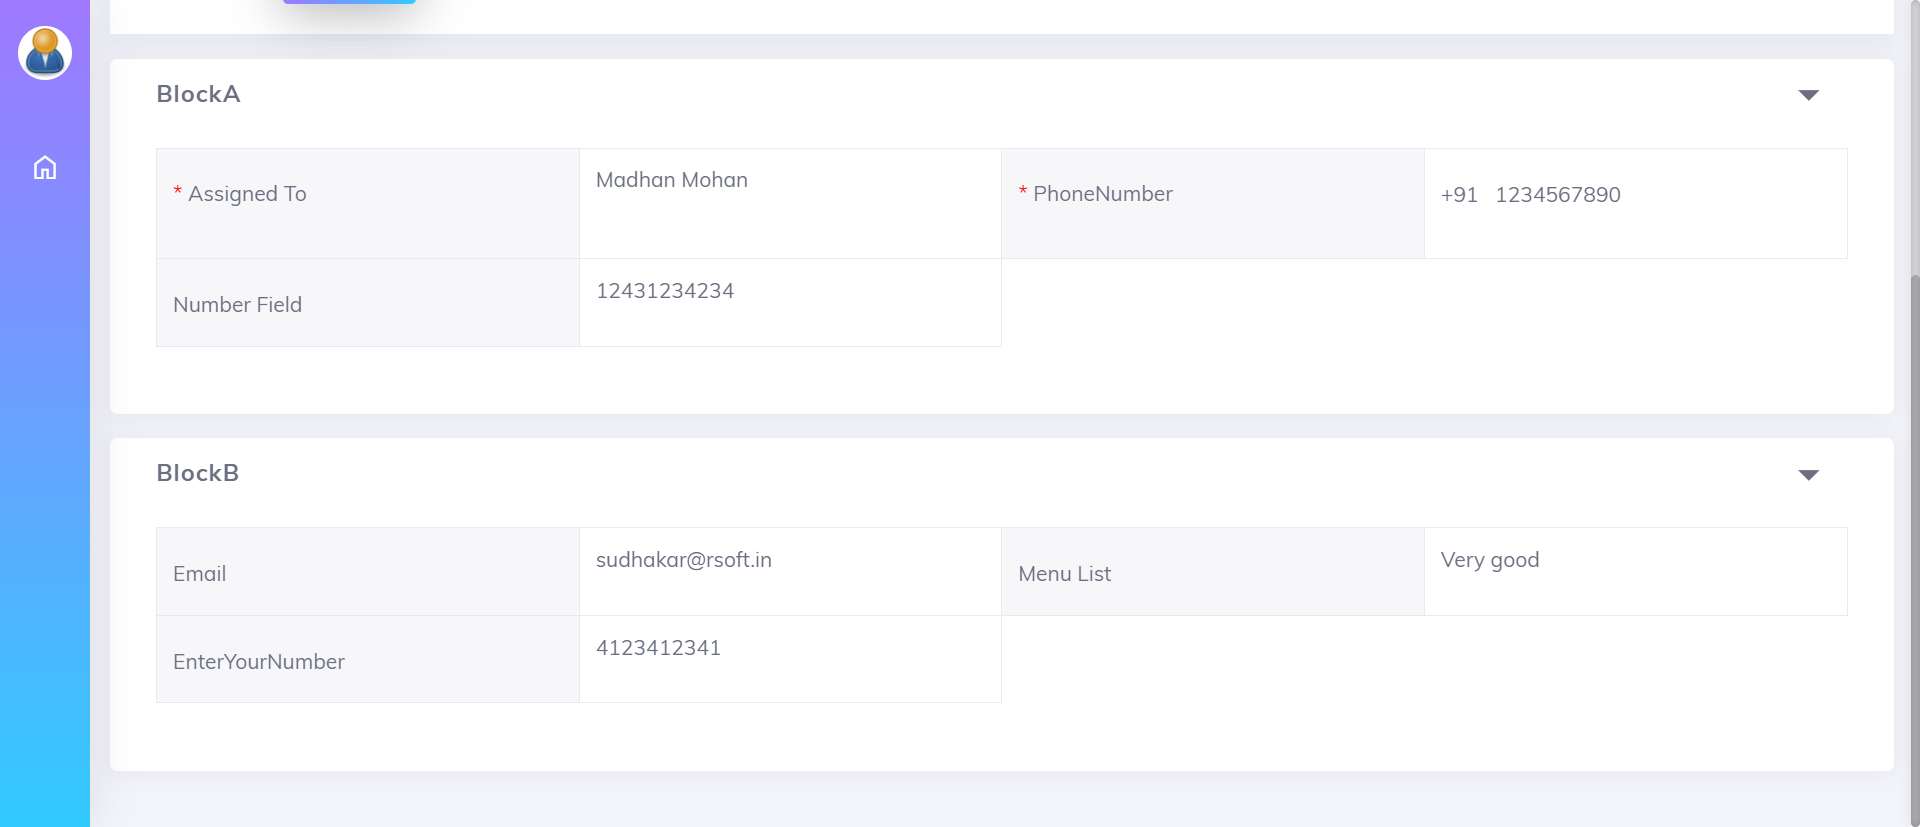 BlockA
* Assigned To
Madhan Mohan
* PhoneNumber
+91 1234567890
Number Field
12431234234
BlockB
Email
sudhakar@rsoft.in
Menu List
Very good
EnterYourNumber
4123412341